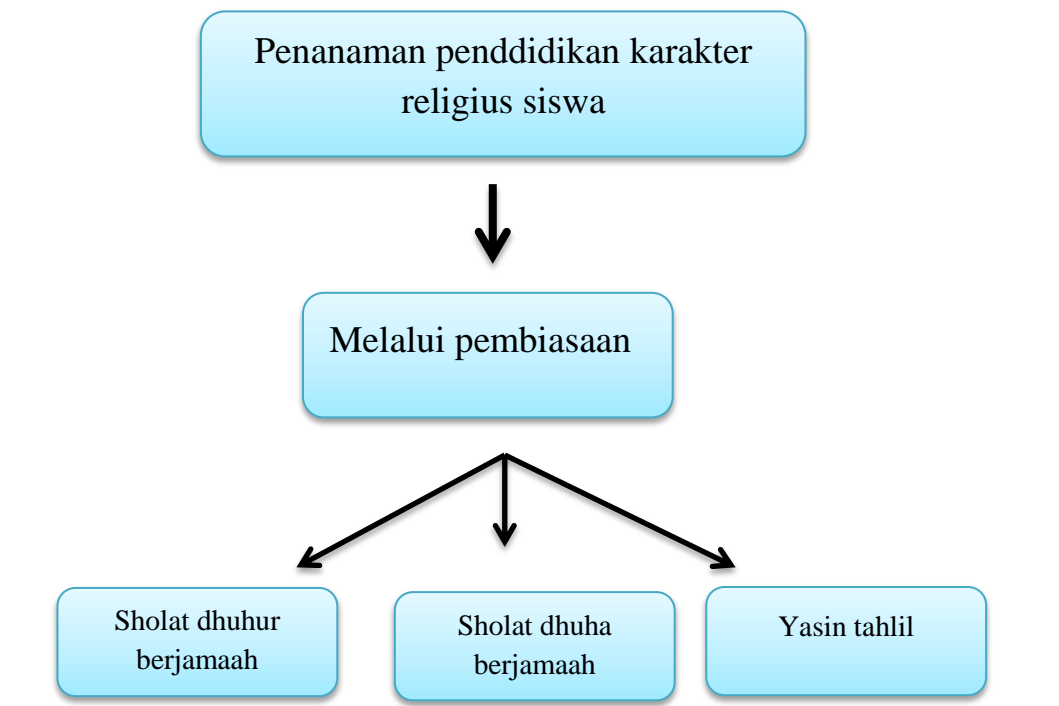 Penanaman penddidikan karakter
religius siswa
Melalui pembiasaan
Sholat dhuhur
berjamaah
Sholat dhuha
berjamaah
Yasin tahlil